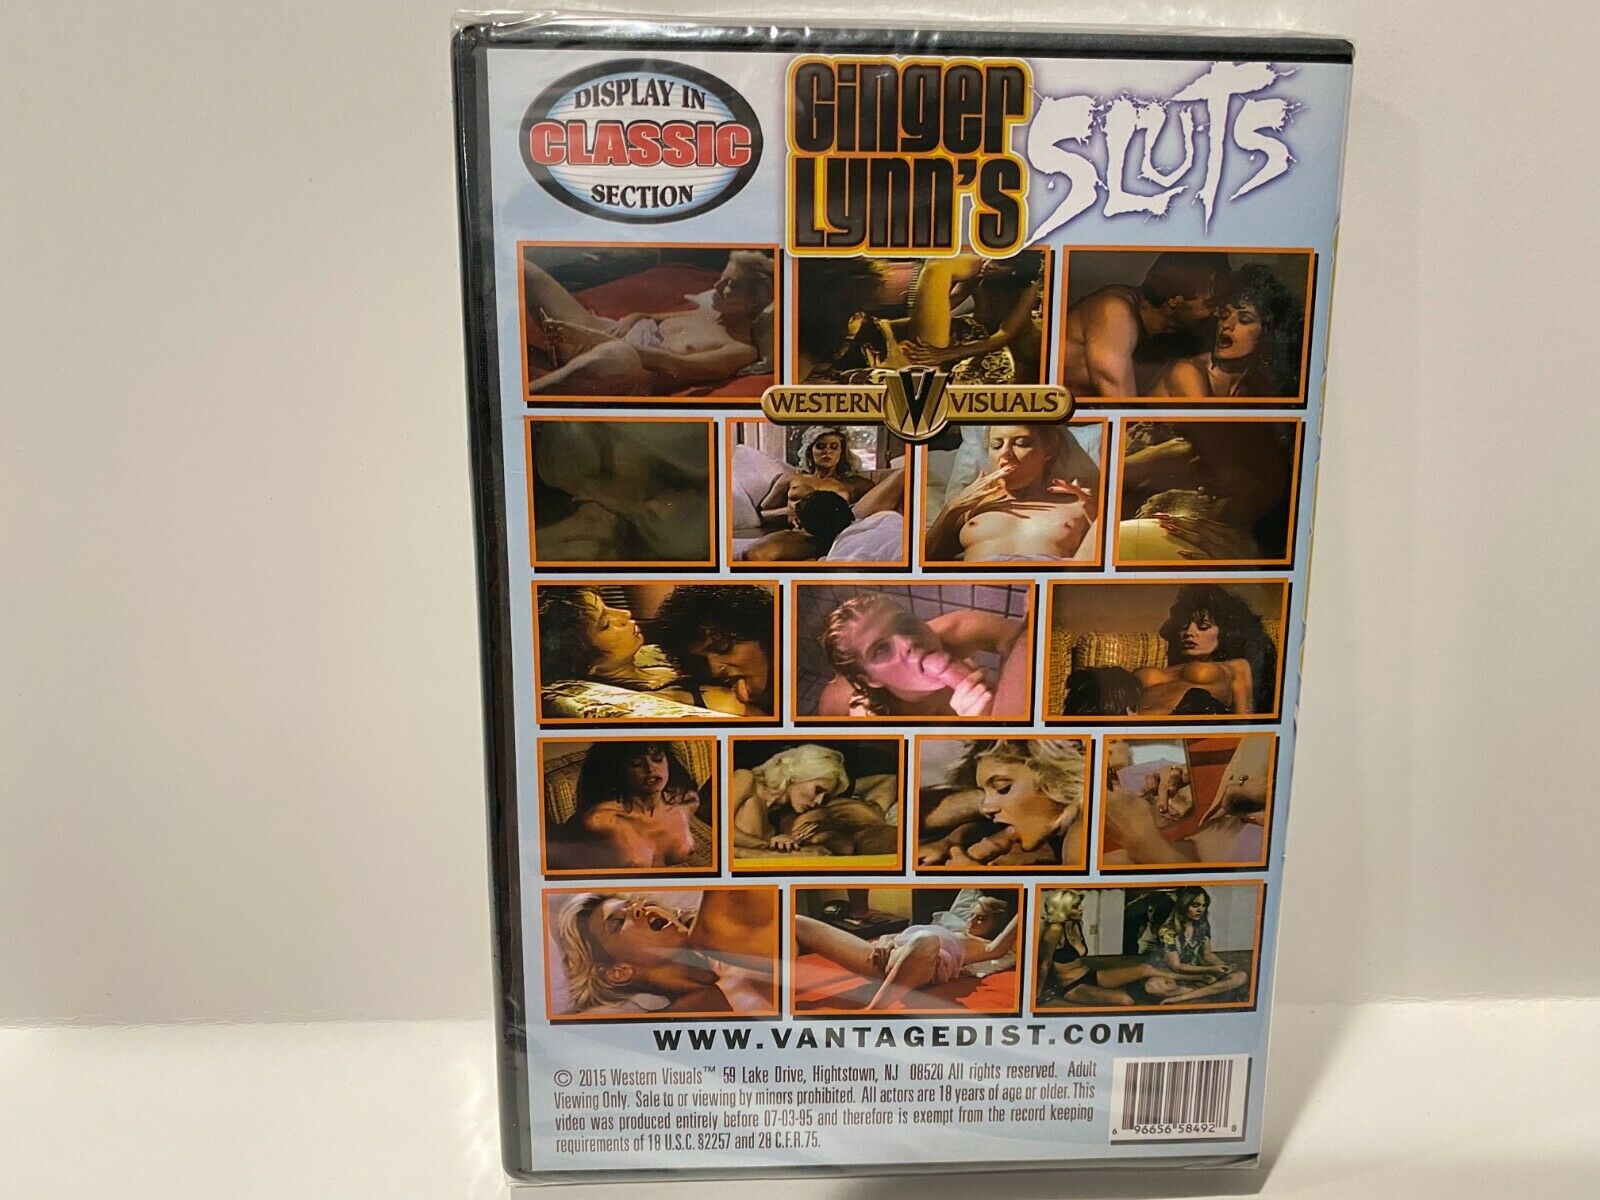 DISPLAY IN
CLASSIC
SECTION
Ginger
Lynn's
SLUTS
WESTERN W VISUALS™
WWW.VANTAGEDIST.COM
© 2015 Western Visuals™ 59 Lake Drive, Hightstown, NJ 08520 All rights reserved. Adult
Viewing Only. Sale to or viewing by minors prohibited. All actors are 18 years of age or older. This
video was produced entirely before 07-03-95 and therefore is exempt from the record keeping
requirements of 18 U.S.C. §2257 and 28 C.F.R. 75.
6 96656 58492 8